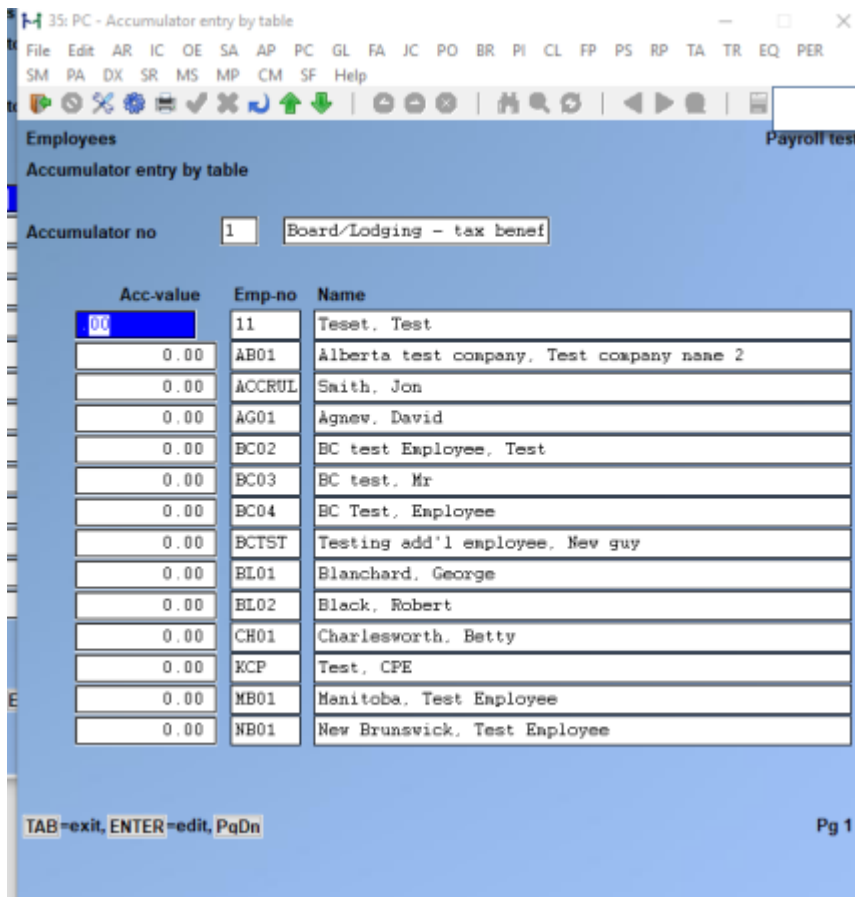 35: PC - Accumulator entry by table
File Edit AR IC OE SA AP PC GL FA JC PO BR PI CL FP PS RP TA TR EQ PER
SM PA DX SR MS MP CM SF Help
Employees Payroll test
Accumulator entry by table
Accumulator no 1 Board/Lodging - tax benef
Acc-value Emp-no Name
.00 11 Teset, Test
0.00 AB01 Alberta test company, Test company name 2
0.00 ACCRUL Smith, Jon
0.00 AG01 Agnew, David
0.00 BC02 BC test Employee, Test
0.00 BC03 BC test, Mr
0.00 BC04 BC Test, Employee
0.00 BCTST Testing add'l employee, New guy
0.00 BL01 Blanchard, George
0.00 BL02 Black, Robert
0.00 CH01 Charlesworth, Betty
0.00 KCP Test, CPE
0.00 MB01 Manitoba, Test Employee
0.00 NB01 New Brunswick, Test Employee
TAB=exit, ENTER=edit, PgDn Pg 1